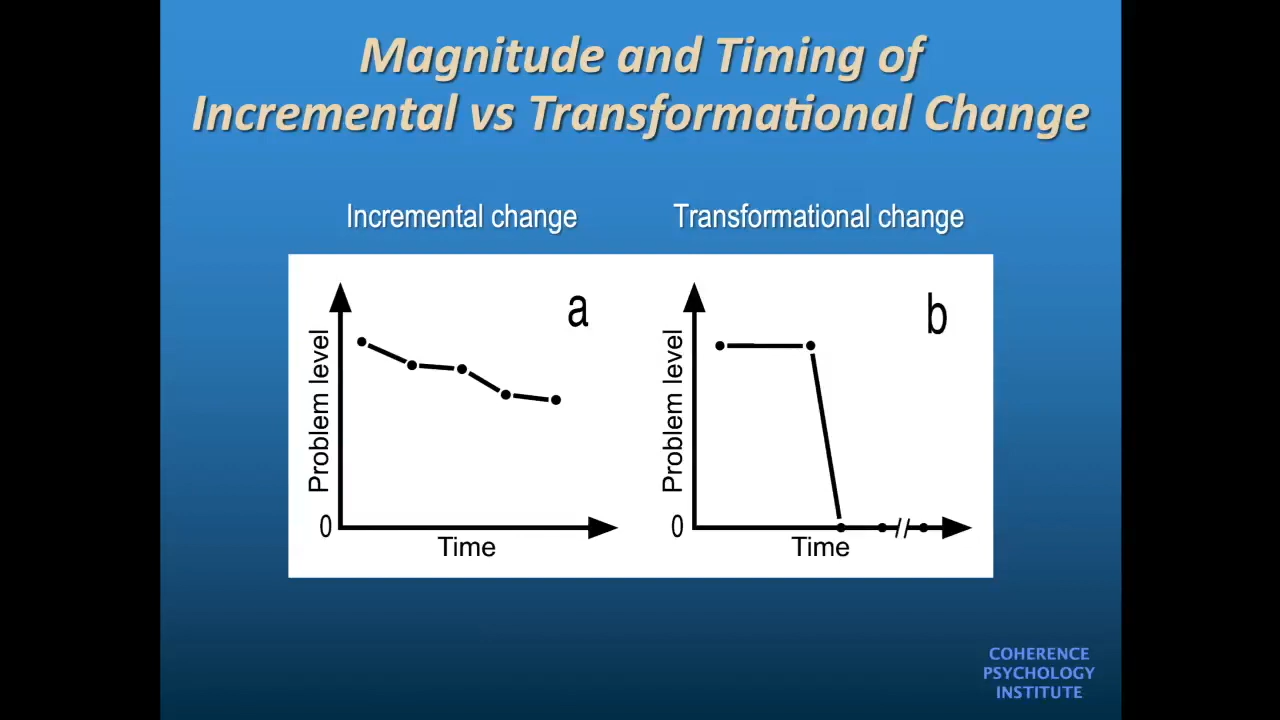 Magnitude and Timing of
Incremental vs Transformational Change
Incremental change
Transformational change
a
Problem level
0
Time
b
Problem level
0
Time
COHERENCE
PSYCHOLOGY
INSTITUTE